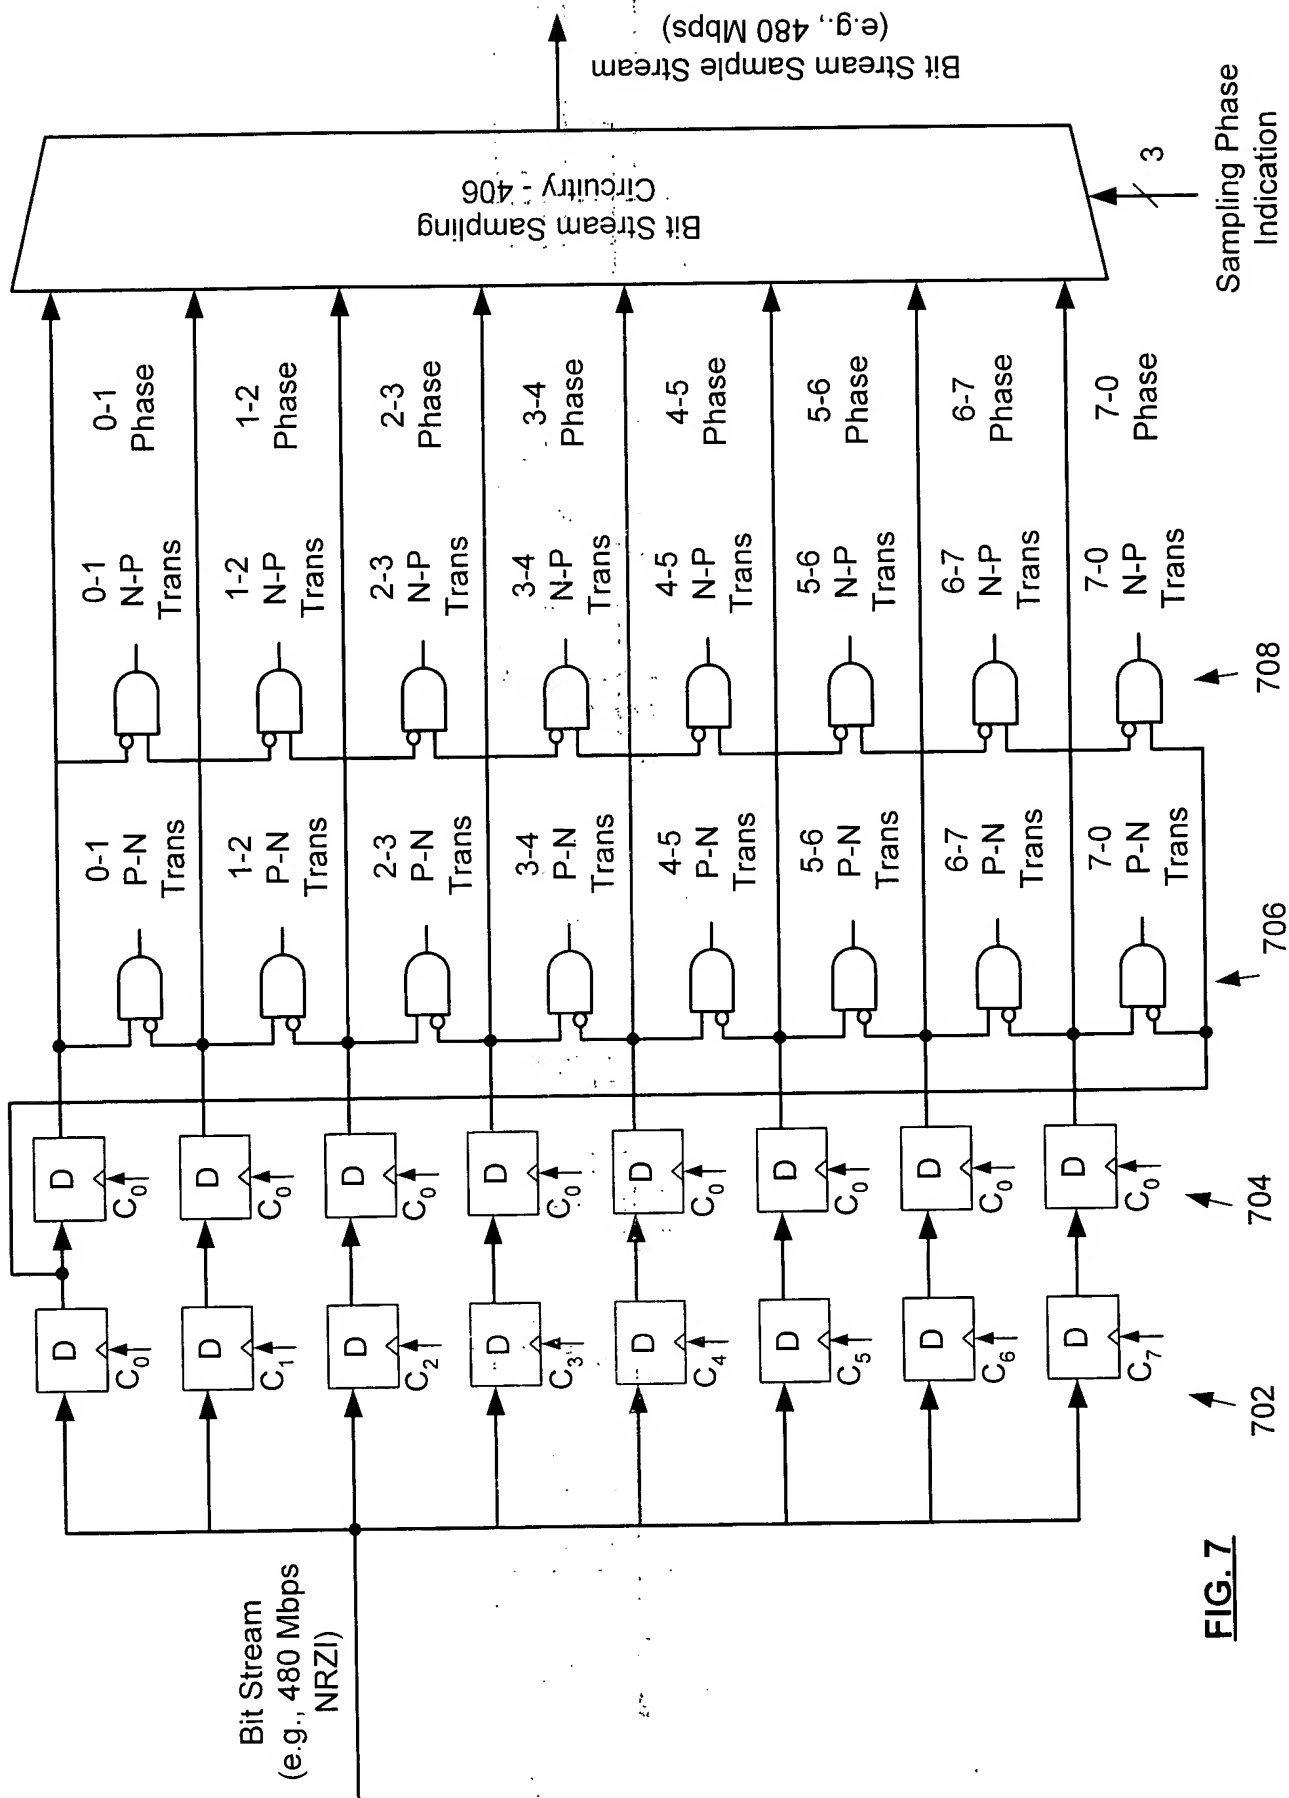 Bit Stream
(e.g., 480 Mbps
NRZI)
D
C0
D
C1
D
C2
D
C3
D
C4
D
C5
D
C6
D
C7
702
D
C0
D
C0
D
C0
D
C0
D
C0
D
C0
D
C0
D
C0
704
0-1
P-N
Trans
1-2
P-N
Trans
2-3
P-N
Trans
3-4
P-N
Trans
4-5
P-N
Trans
5-6
P-N
Trans
6-7
P-N
Trans
7-0
P-N
Trans
706
0-1
N-P
Trans
1-2
N-P
Trans
2-3
N-P
Trans
3-4
N-P
Trans
4-5
N-P
Trans
5-6
N-P
Trans
6-7
N-P
Trans
7-0
N-P
Trans
708
0-1
Phase
1-2
Phase
2-3
Phase
3-4
Phase
4-5
Phase
5-6
Phase
6-7
Phase
7-0
Phase
Bit Stream Sampling
Circuitry - 406
3
Sampling Phase
Indication
Bit Stream Sample Stream
(e.g., 480 Mbps)
FIG. 7